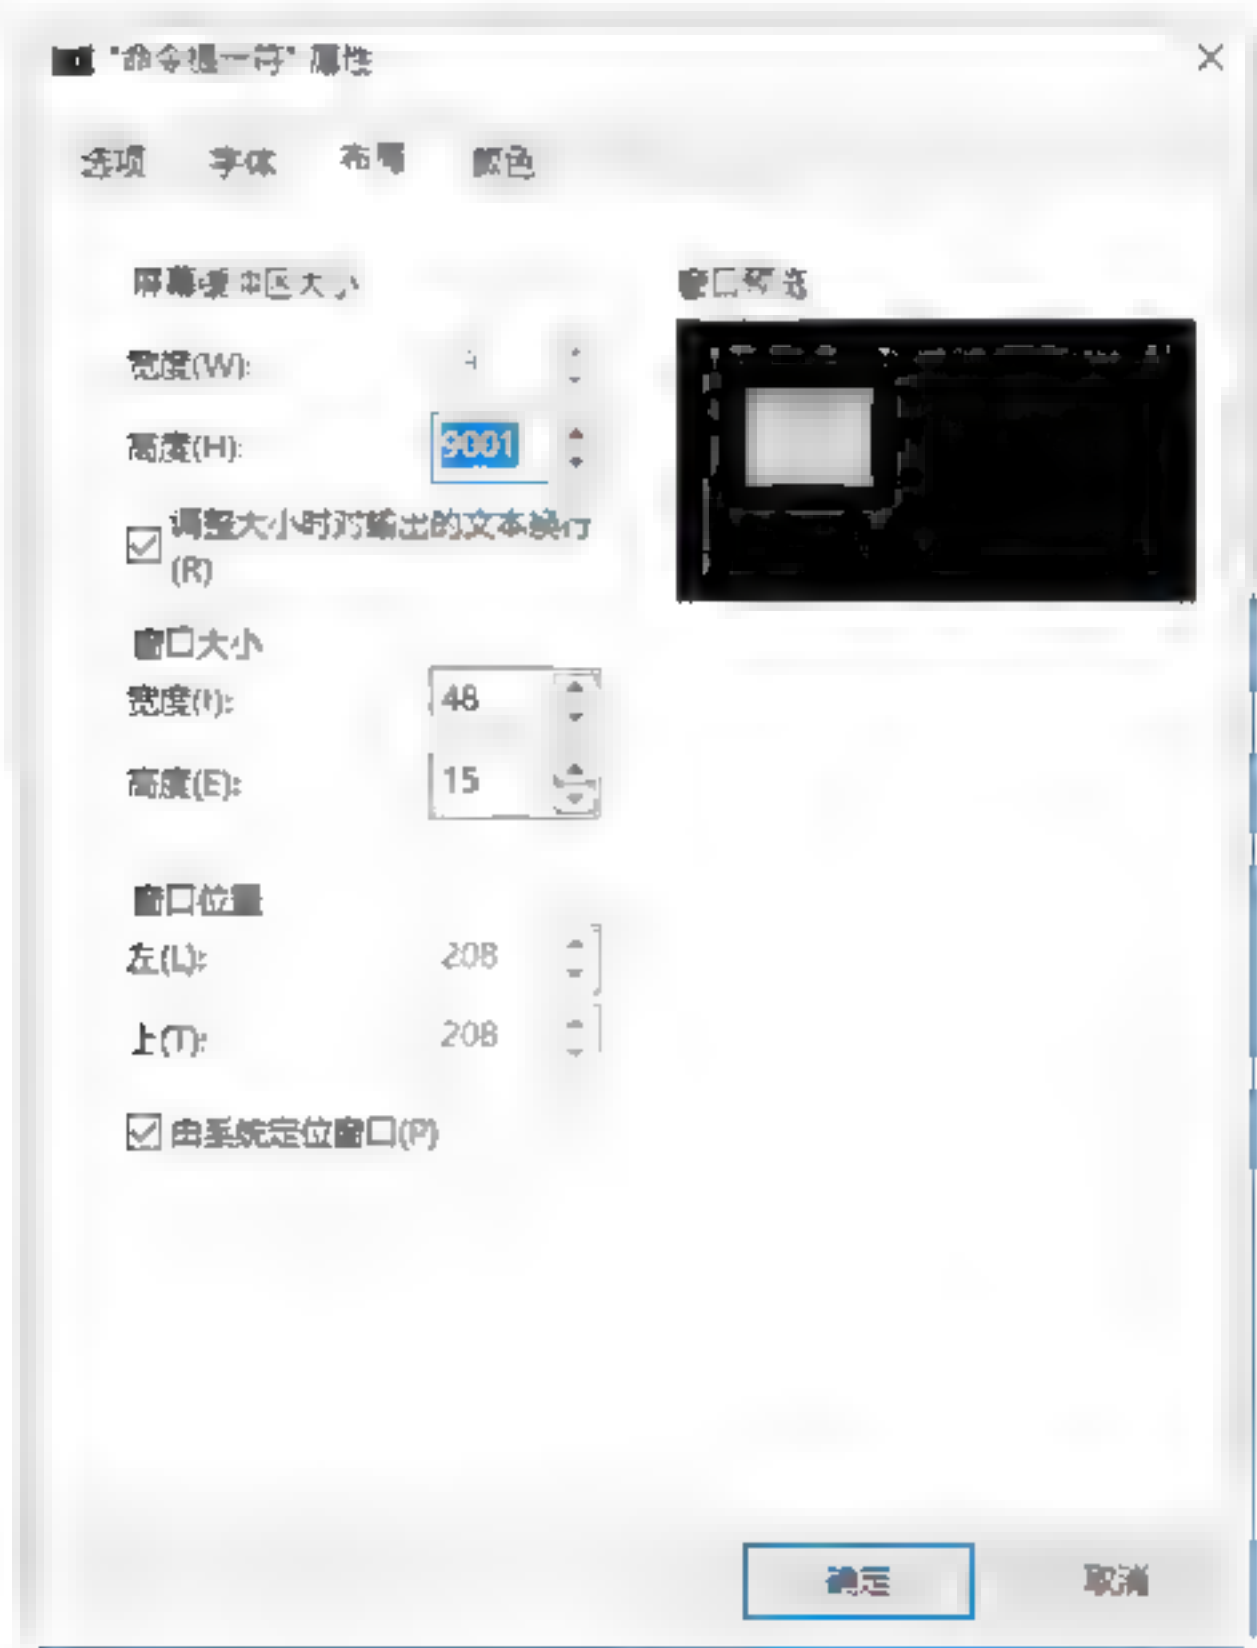 "命令提示符" 属性
选项 字体 布局 颜色
屏幕缓冲区大小
宽度(W):
高度(H): 9001
调整大小时对输出的文本换行
(R)
窗口大小
宽度(I): 48
高度(E): 15
窗口位置
左(L): 208
上(T): 208
由系统定位窗口(P)
窗口预览
确定 取消